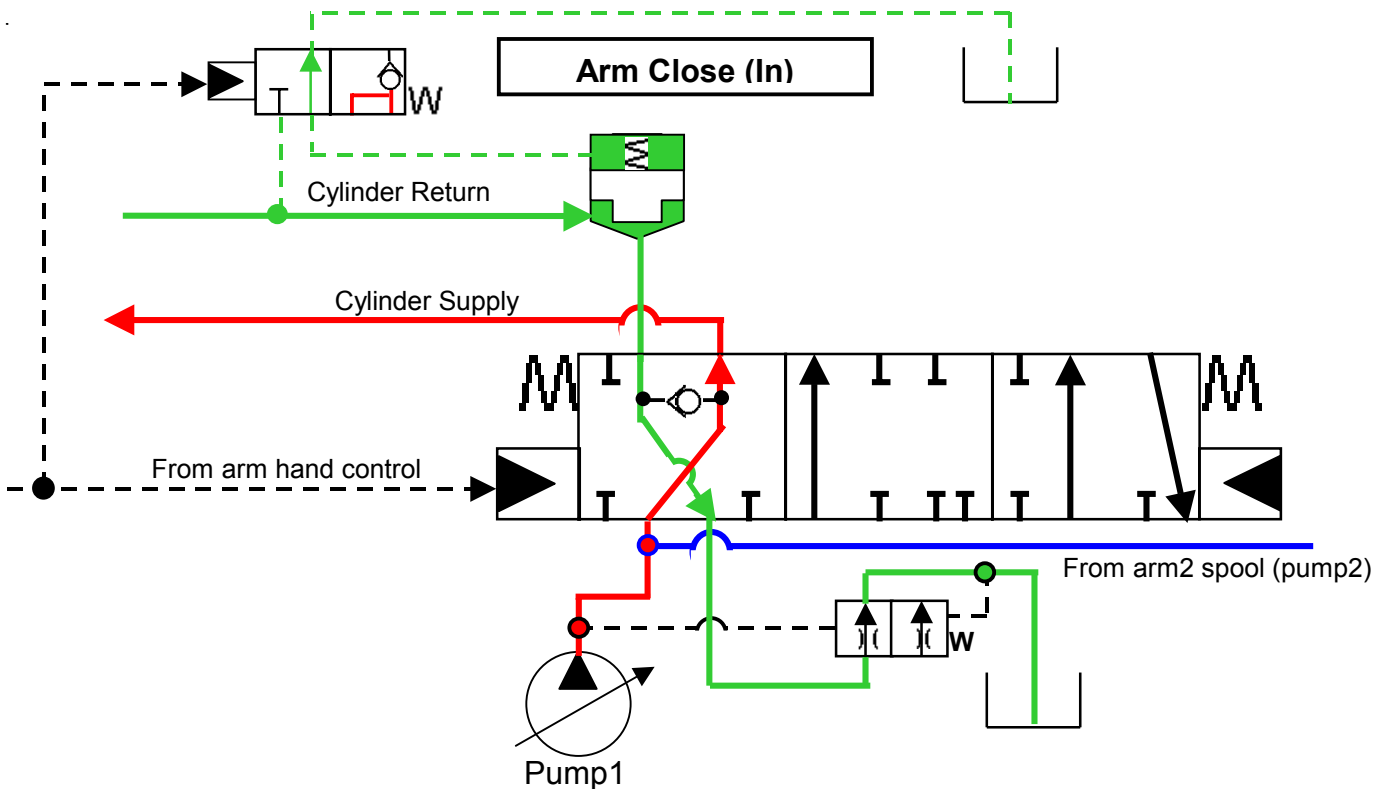 Arm Close (In)
Cylinder Return
Cylinder Supply
From arm hand control
From arm2 spool (pump2)
W
Pump1